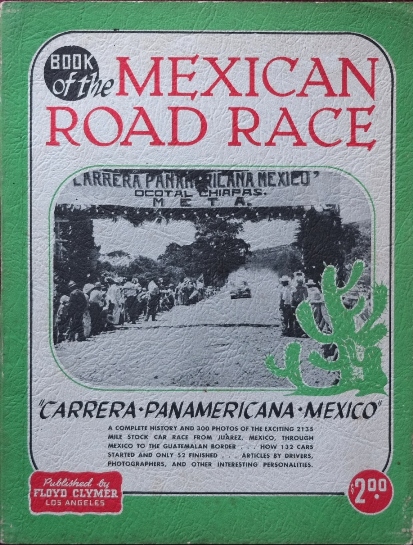 BOOK
of the MEXICAN
ROAD RACE
"CARRERA PANAMERICANA MEXICO"
OCOTAL CHIAPAS.
META.
"CARRERA•PANAMERICANA•MEXICO"
A COMPLETE HISTORY AND 300 PHOTOS OF THE EXCITING 2135
MILE STOCK CAR RACE FROM JUAREZ, MEXICO, THROUGH
MEXICO TO THE GUATEMALAN BORDER . . . HOW 132 CARS
STARTED AND ONLY 52 FINISHED . . . ARTICLES BY DRIVERS,
PHOTOGRAPHERS, AND OTHER INTERESTING PERSONALITIES.
Published by
FLOYD CLYMER
LOS ANGELES
$2.00